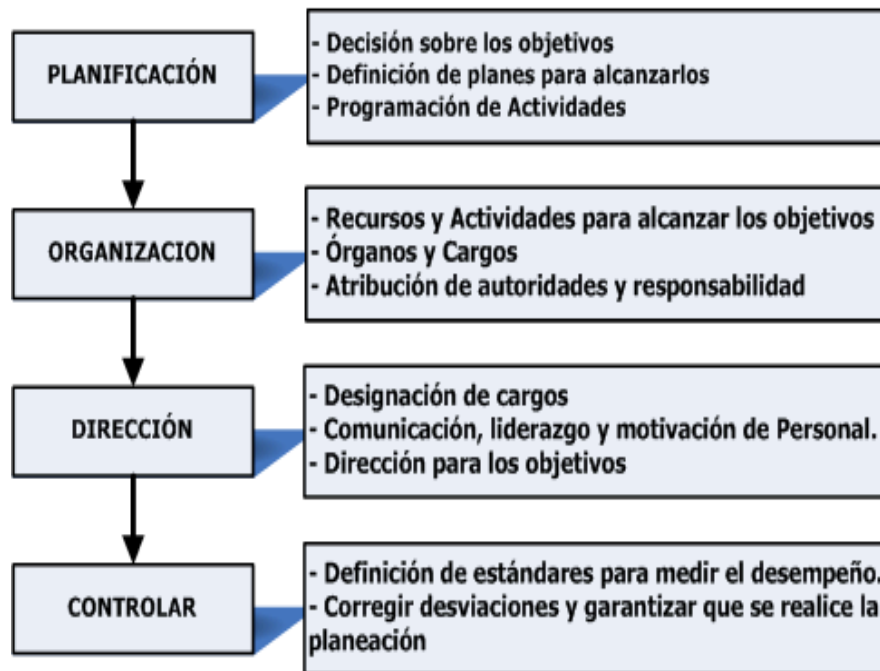 PLANIFICACIÓN
- Decisión sobre los objetivos
- Definición de planes para alcanzarlos
- Programación de Actividades
ORGANIZACION
- Recursos y Actividades para alcanzar los objetivos
- Órganos y Cargos
- Atribución de autoridades y responsabilidad
DIRECCIÓN
- Designación de cargos
- Comunicación, liderazgo y motivación de Personal.
- Dirección para los objetivos
CONTROLAR
- Definición de estándares para medir el desempeño.
- Corregir desviaciones y garantizar que se realice la
planeación